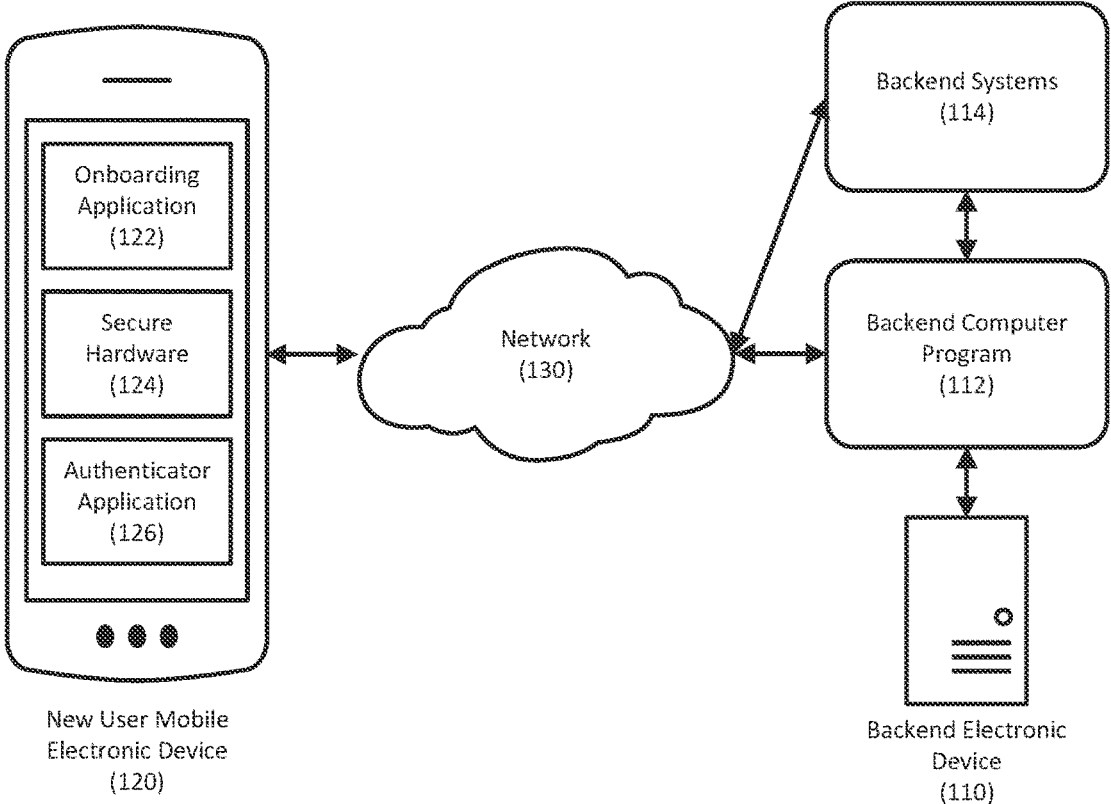 Onboarding
Application
(122)
Secure
Hardware
(124)
Authenticator
Application
(126)
New User Mobile
Electronic Device
(120)
Network
(130)
Backend Systems
(114)
Backend Computer
Program
(112)
Backend Electronic
Device
(110)